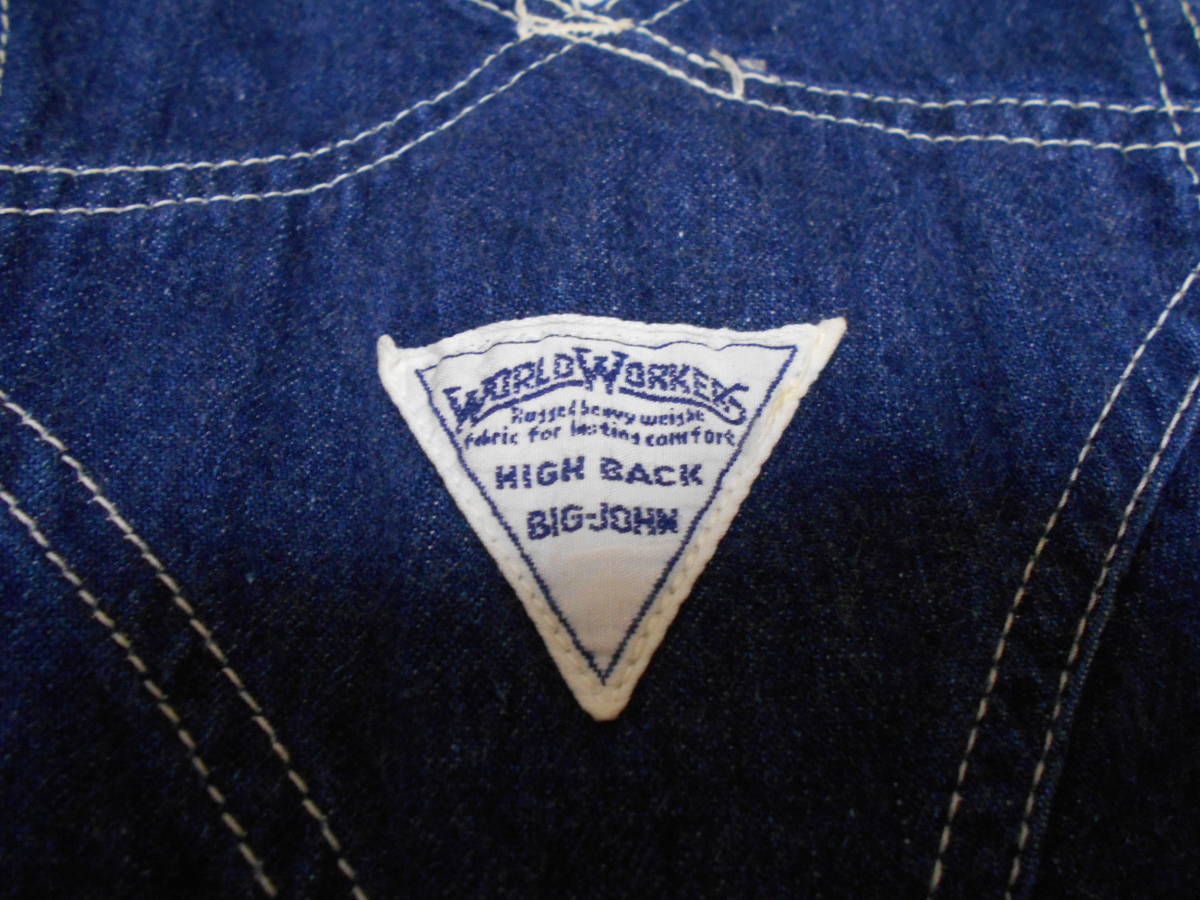 WORLD WORKERS
Rugged heavy weight
fabric for lasting comfort
HIGH BACK
BIG-JOHN